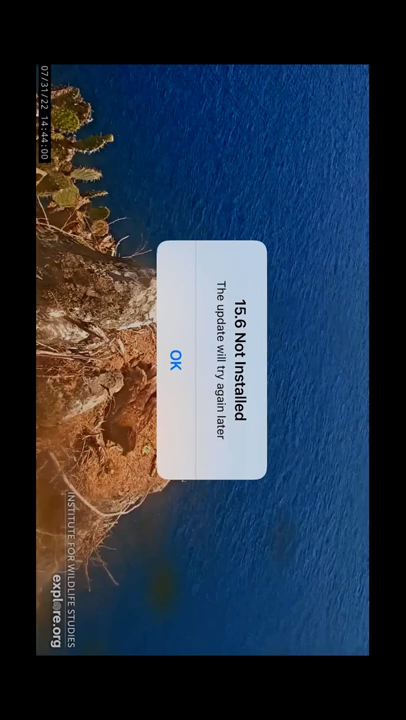 07/31/22 14:44:00
15.6 Not Installed
The update will try again later
OK
INSTITUTE FOR WILDLIFE STUDIES
explore.org